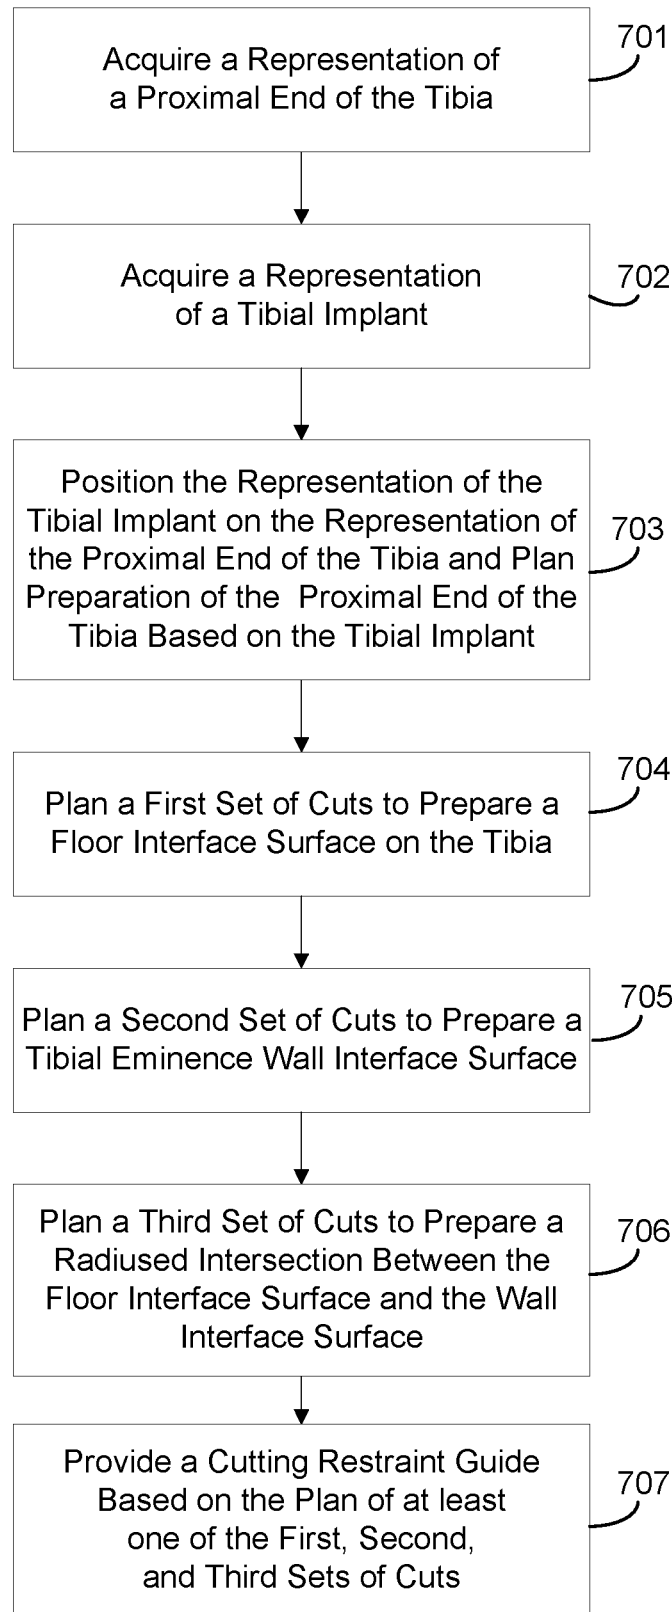 Acquire a Representation of
a Proximal End of the Tibia
701
Acquire a Representation
of a Tibial Implant
702
Position the Representation of the
Tibial Implant on the Representation of
the Proximal End of the Tibia and Plan
Preparation of the Proximal End of the
Tibia Based on the Tibial Implant
703
Plan a First Set of Cuts to Prepare a
Floor Interface Surface on the Tibia
704
Plan a Second Set of Cuts to Prepare a
Tibial Eminence Wall Interface Surface
705
Plan a Third Set of Cuts to Prepare a
Radiused Intersection Between the
Floor Interface Surface and the Wall
Interface Surface
706
Provide a Cutting Restraint Guide
Based on the Plan of at least
one of the First, Second,
and Third Sets of Cuts
707